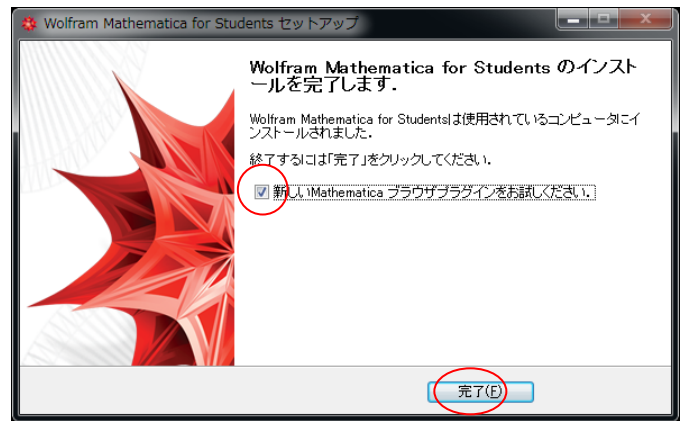 Wolfram Mathematica for Students セットアップ
Wolfram Mathematica for Students のインスト
ールを完了します.
Wolfram Mathematica for Studentsは使用されているコンピュータにイ
ンストールされました.
終了するには「完了」をクリックしてください.
新しいMathematica ブラウザプラグインをお試しください.
完了(F)